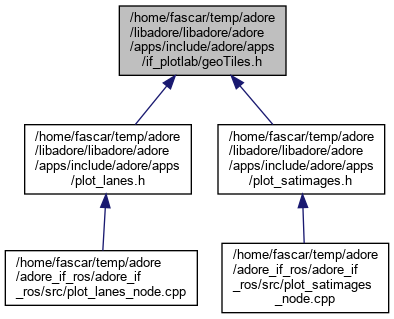 /home/fascar/temp/adore
/libadore/libadore/adore
/apps/include/adore/apps
/if_plotlab/geoTiles.h
/home/fascar/temp/adore
/libadore/libadore/adore
/apps/include/adore/apps
/plot_lanes.h
/home/fascar/temp/adore
/libadore/libadore/adore
/apps/include/adore/apps
/plot_satimages.h
/home/fascar/temp/adore
/adore_if_ros/adore_if
_ros/src/plot_lanes_node.cpp
/home/fascar/temp/adore
/adore_if_ros/adore_if
_ros/src/plot_satimages
_node.cpp